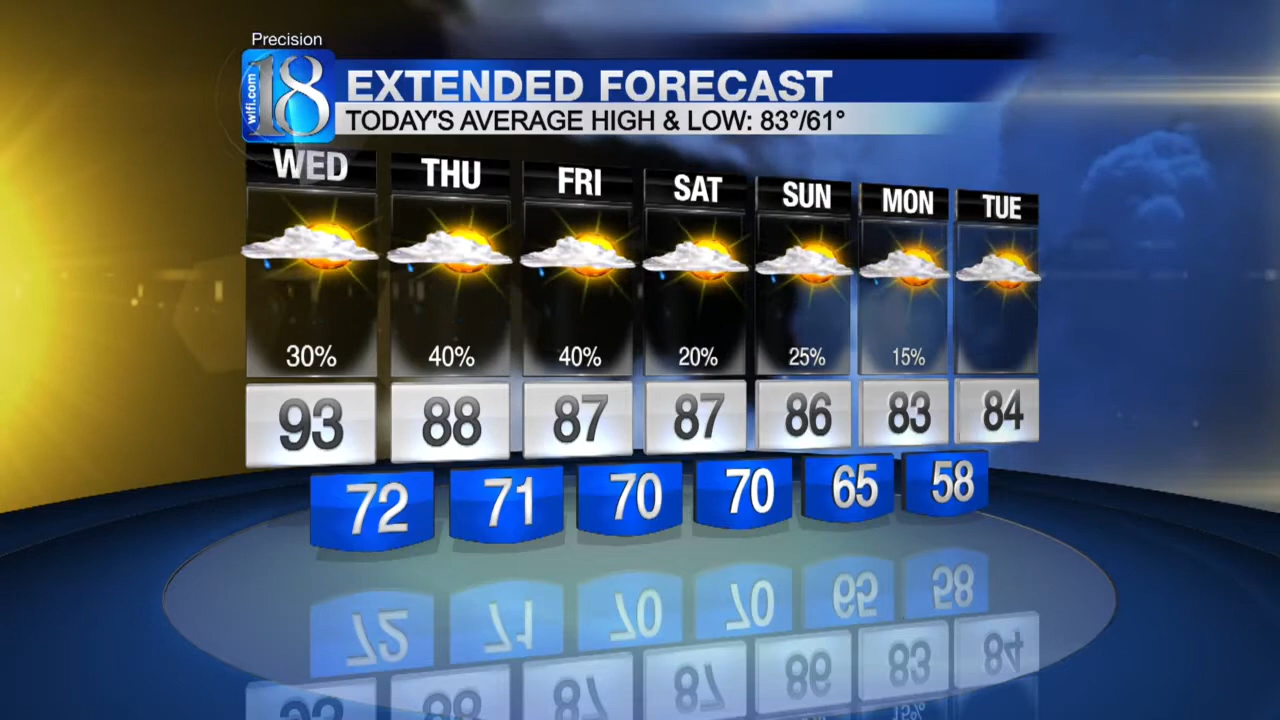 Precision
wlfi.com
18
EXTENDED FORECAST
TODAY'S AVERAGE HIGH & LOW: 83°/61°
WED THU FRI SAT SUN MON TUE
30% 40% 40% 20% 25% 15%
93 88 87 87 86 83 84
72 71 70 70 65 58